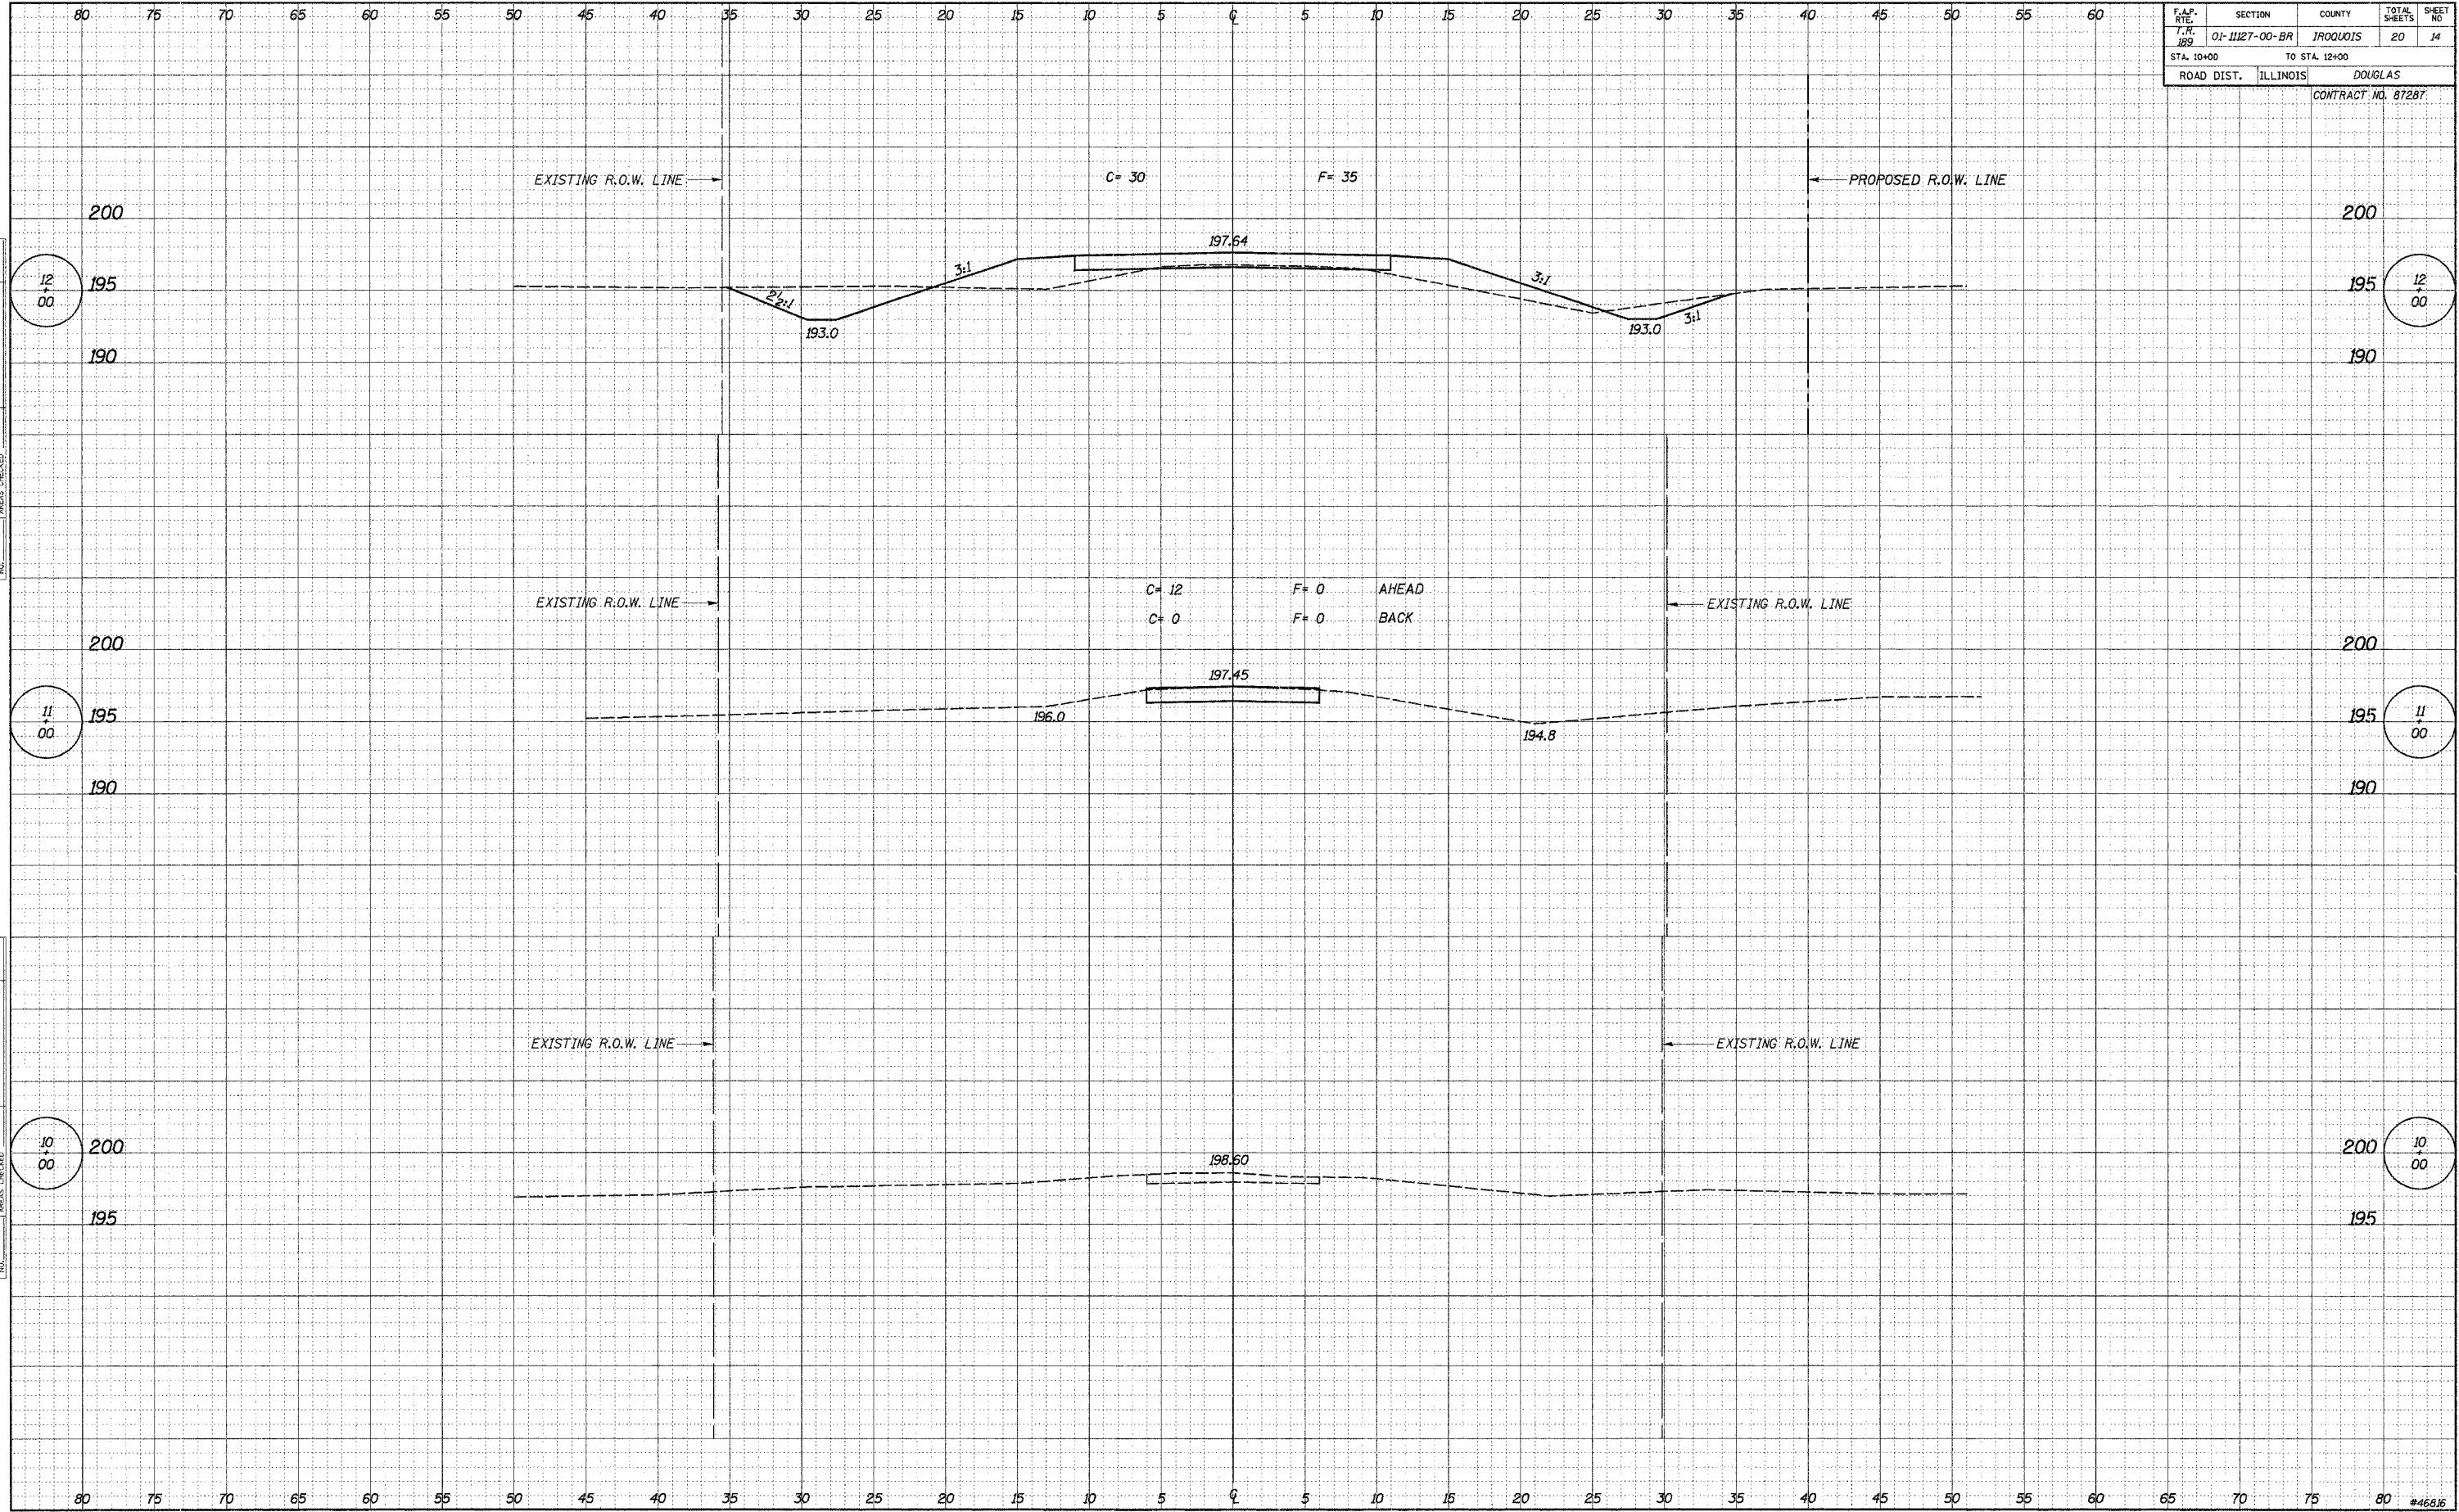 80 75 70 65 60 55 50 45 40 35 30 25 20 15 10 5 ℄ 5 10 15 20 25 30 35 40 45 50 55 60
F.A.P. RTE. SECTION COUNTY TOTAL SHEETS SHEET NO
T.R. 189 01-11127-00-BR IROQUOIS 20 14
STA. 10+00 TO STA. 12+00
ROAD DIST. ILLINOIS DOUGLAS
CONTRACT NO. 87287
EXISTING R.O.W. LINE C= 30 F= 35 PROPOSED R.O.W. LINE
200 200
197.64
3:1 3:1
12+00 195 195 12+00
2½:1 3:1
193.0 193.0
190 190
AREAS CHECKED
NO.
C= 12 F= 0 AHEAD
EXISTING R.O.W. LINE EXISTING R.O.W. LINE
C= 0 F= 0 BACK
200 200
197.45
11+00 195 196.0 195 11+00
194.8
190 190
EXISTING R.O.W. LINE EXISTING R.O.W. LINE
10+00 200 200 10+00
198.60
AREAS CHECKED
195 195
NO.
80 75 70 65 60 55 50 45 40 35 30 25 20 15 10 5 ℄ 5 10 15 20 25 30 35 40 45 50 55 60 65 70 75 80
#46816